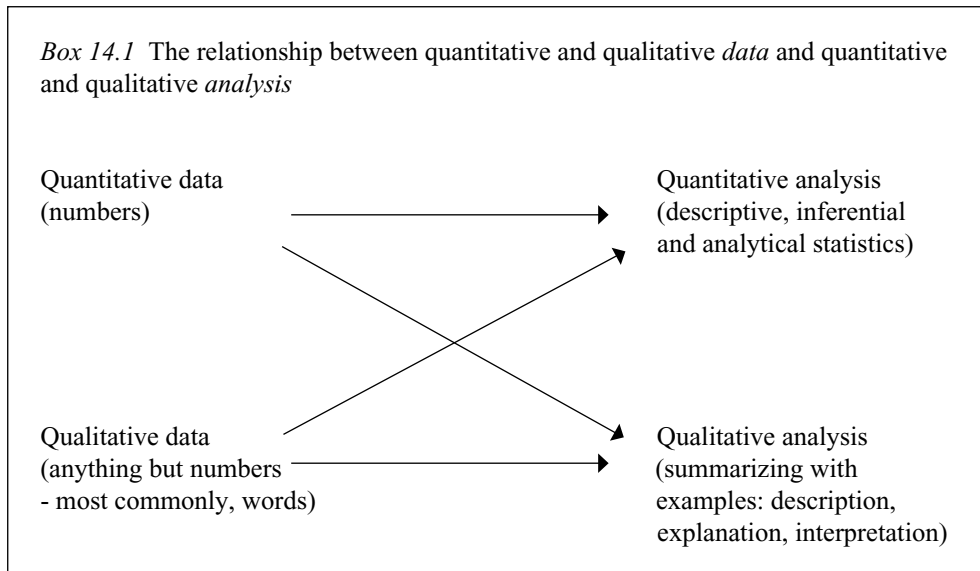 Box 14.1 The relationship between quantitative and qualitative data and quantitative
and qualitative analysis
Quantitative data
(numbers)
Quantitative analysis
(descriptive, inferential
and analytical statistics)
Qualitative data
(anything but numbers
- most commonly, words)
Qualitative analysis
(summarizing with
examples: description,
explanation, interpretation)